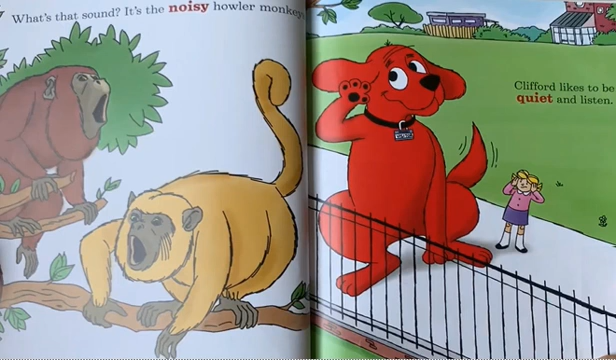 What's that sound? It's the noisy howler monkeys
Clifford likes to be
quiet and listen.